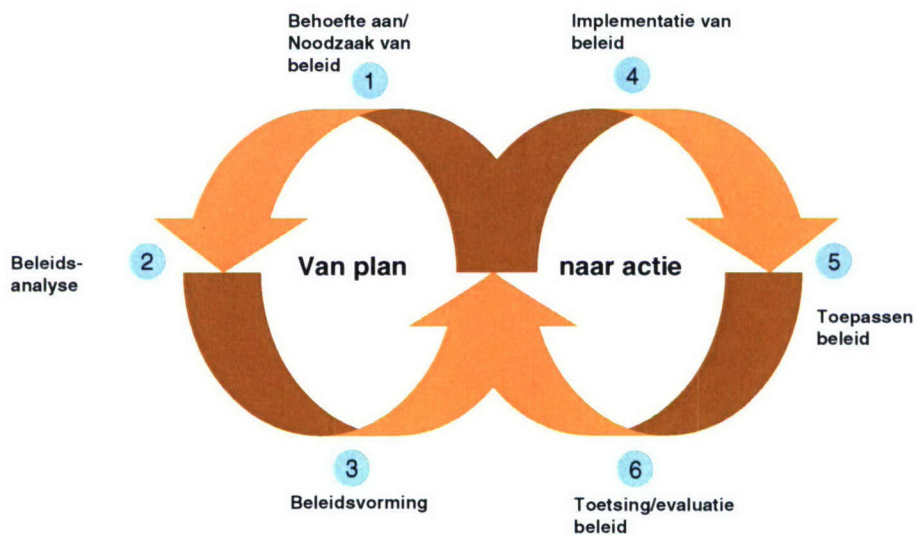 Behoefte aan/
Noodzaak van
beleid
1
Implementatie van
beleid
4
Beleids-
analyse
2
Van plan
naar actie
5
Toepassen
beleid
3
Beleidsvorming
6
Toetsing/evaluatie
beleid